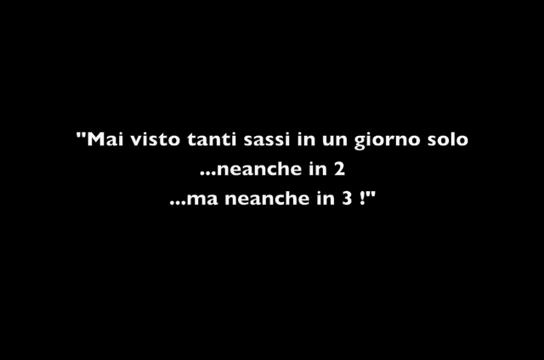 "Mai visto tanti sassi in un giorno solo
...neanche in 2
...ma neanche in 3 !"